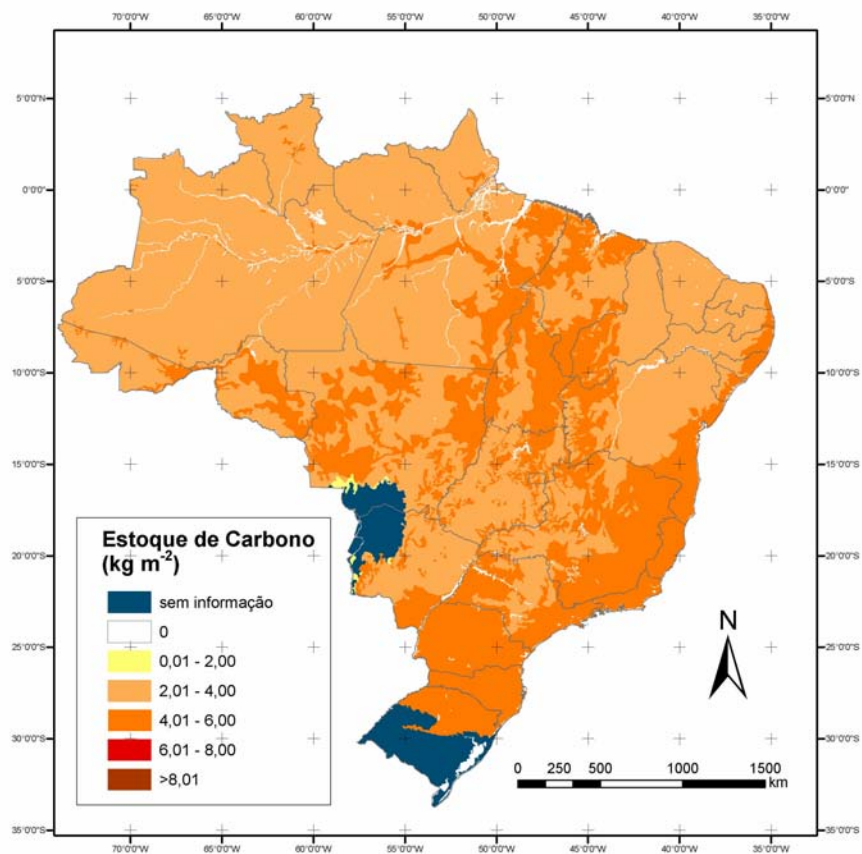 70°0'0"W 65°0'0"W 60°0'0"W 55°0'0"W 50°0'0"W 45°0'0"W 40°0'0"W 35°0'0"W
5°0'0"N 5°0'0"N
0°0'0" 0°0'0"
5°0'0"S 5°0'0"S
10°0'0"S 10°0'0"S
15°0'0"S 15°0'0"S
20°0'0"S 20°0'0"S
25°0'0"S 25°0'0"S
30°0'0"S 30°0'0"S
35°0'0"S 35°0'0"S
Estoque de Carbono
(kg m⁻²)
sem informação
0
0,01 - 2,00
2,01 - 4,00
4,01 - 6,00
6,01 - 8,00
>8,01
N
0 250 500 1000 1500
km
70°0'0"W 65°0'0"W 60°0'0"W 55°0'0"W 50°0'0"W 45°0'0"W 40°0'0"W 35°0'0"W